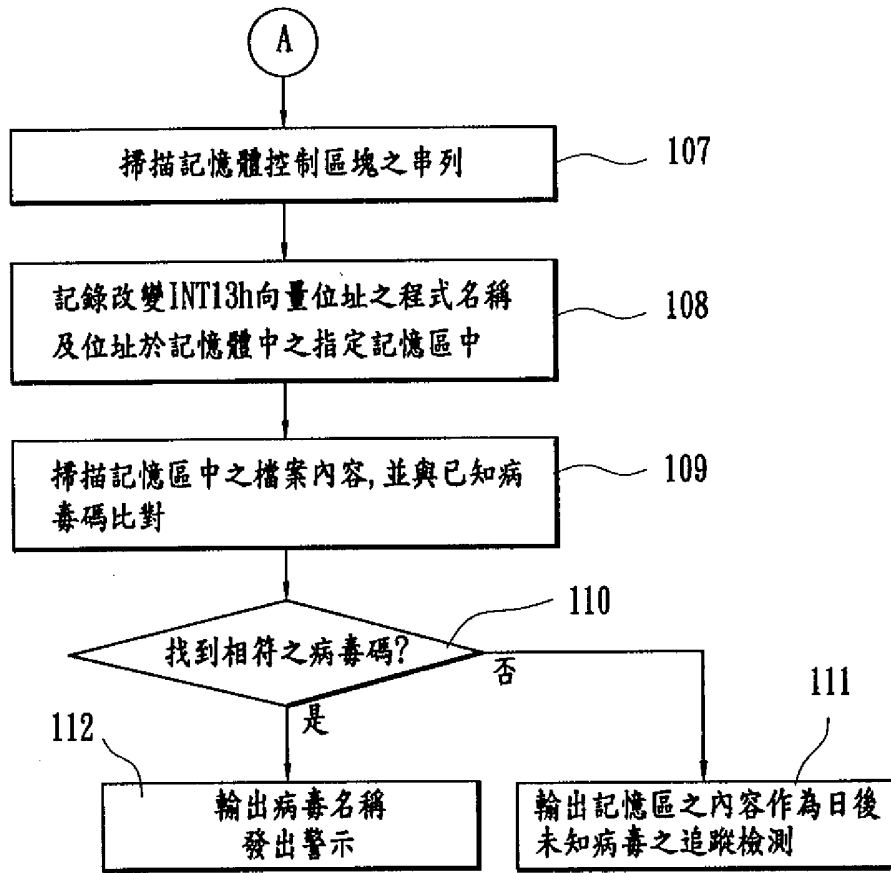 A
掃描記憶體控制區塊之串列
107
記錄改變INT13h向量位址之程式名稱
及位址於記憶體中之指定記憶區中
108
掃描記憶區中之檔案內容,並與已知病
毒碼比對
109
找到相符之病毒碼?
110
否
是
112
輸出病毒名稱
發出警示
111
輸出記憶區之內容作為日後
未知病毒之追蹤檢測